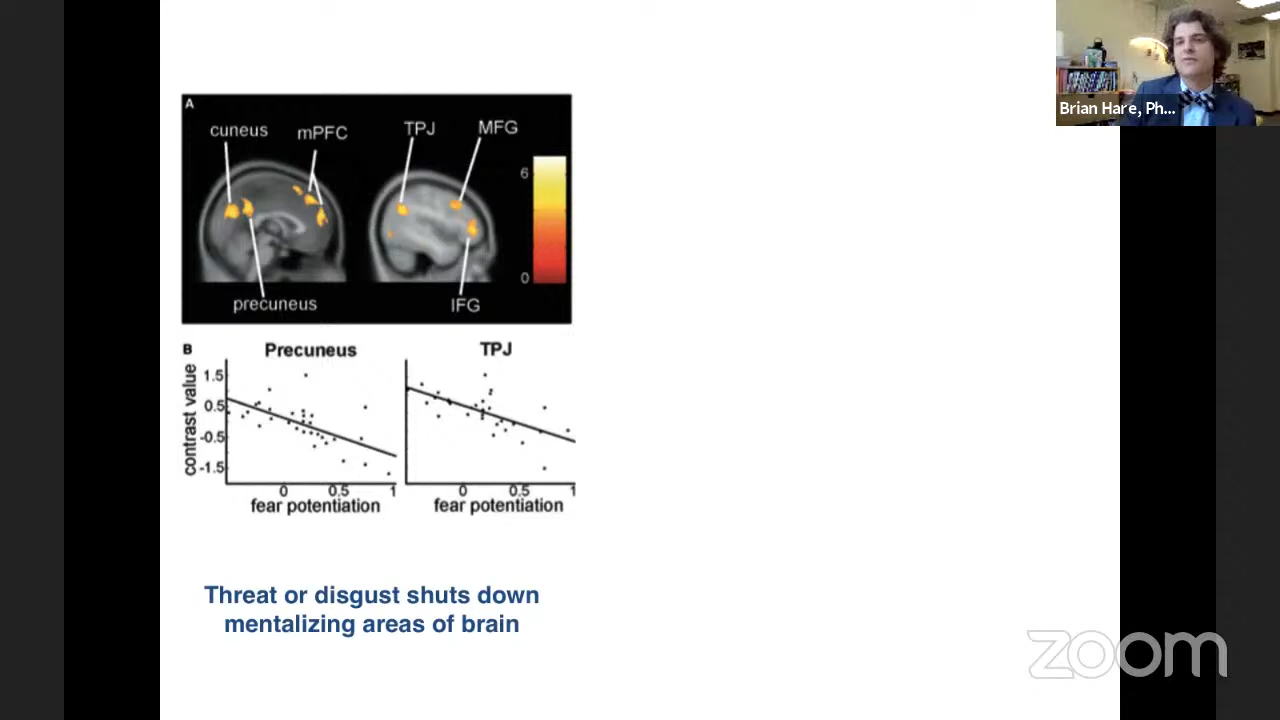 Brian Hare, Ph...
A
cuneus
mPFC
TPJ
MFG
6
0
precuneus
IFG
B
Precuneus
TPJ
contrast value
1.5
0.5
-0.5
-1.5
0
0.5
1
0
0.5
1
fear potentiation
fear potentiation
Threat or disgust shuts down
mentalizing areas of brain
zoom